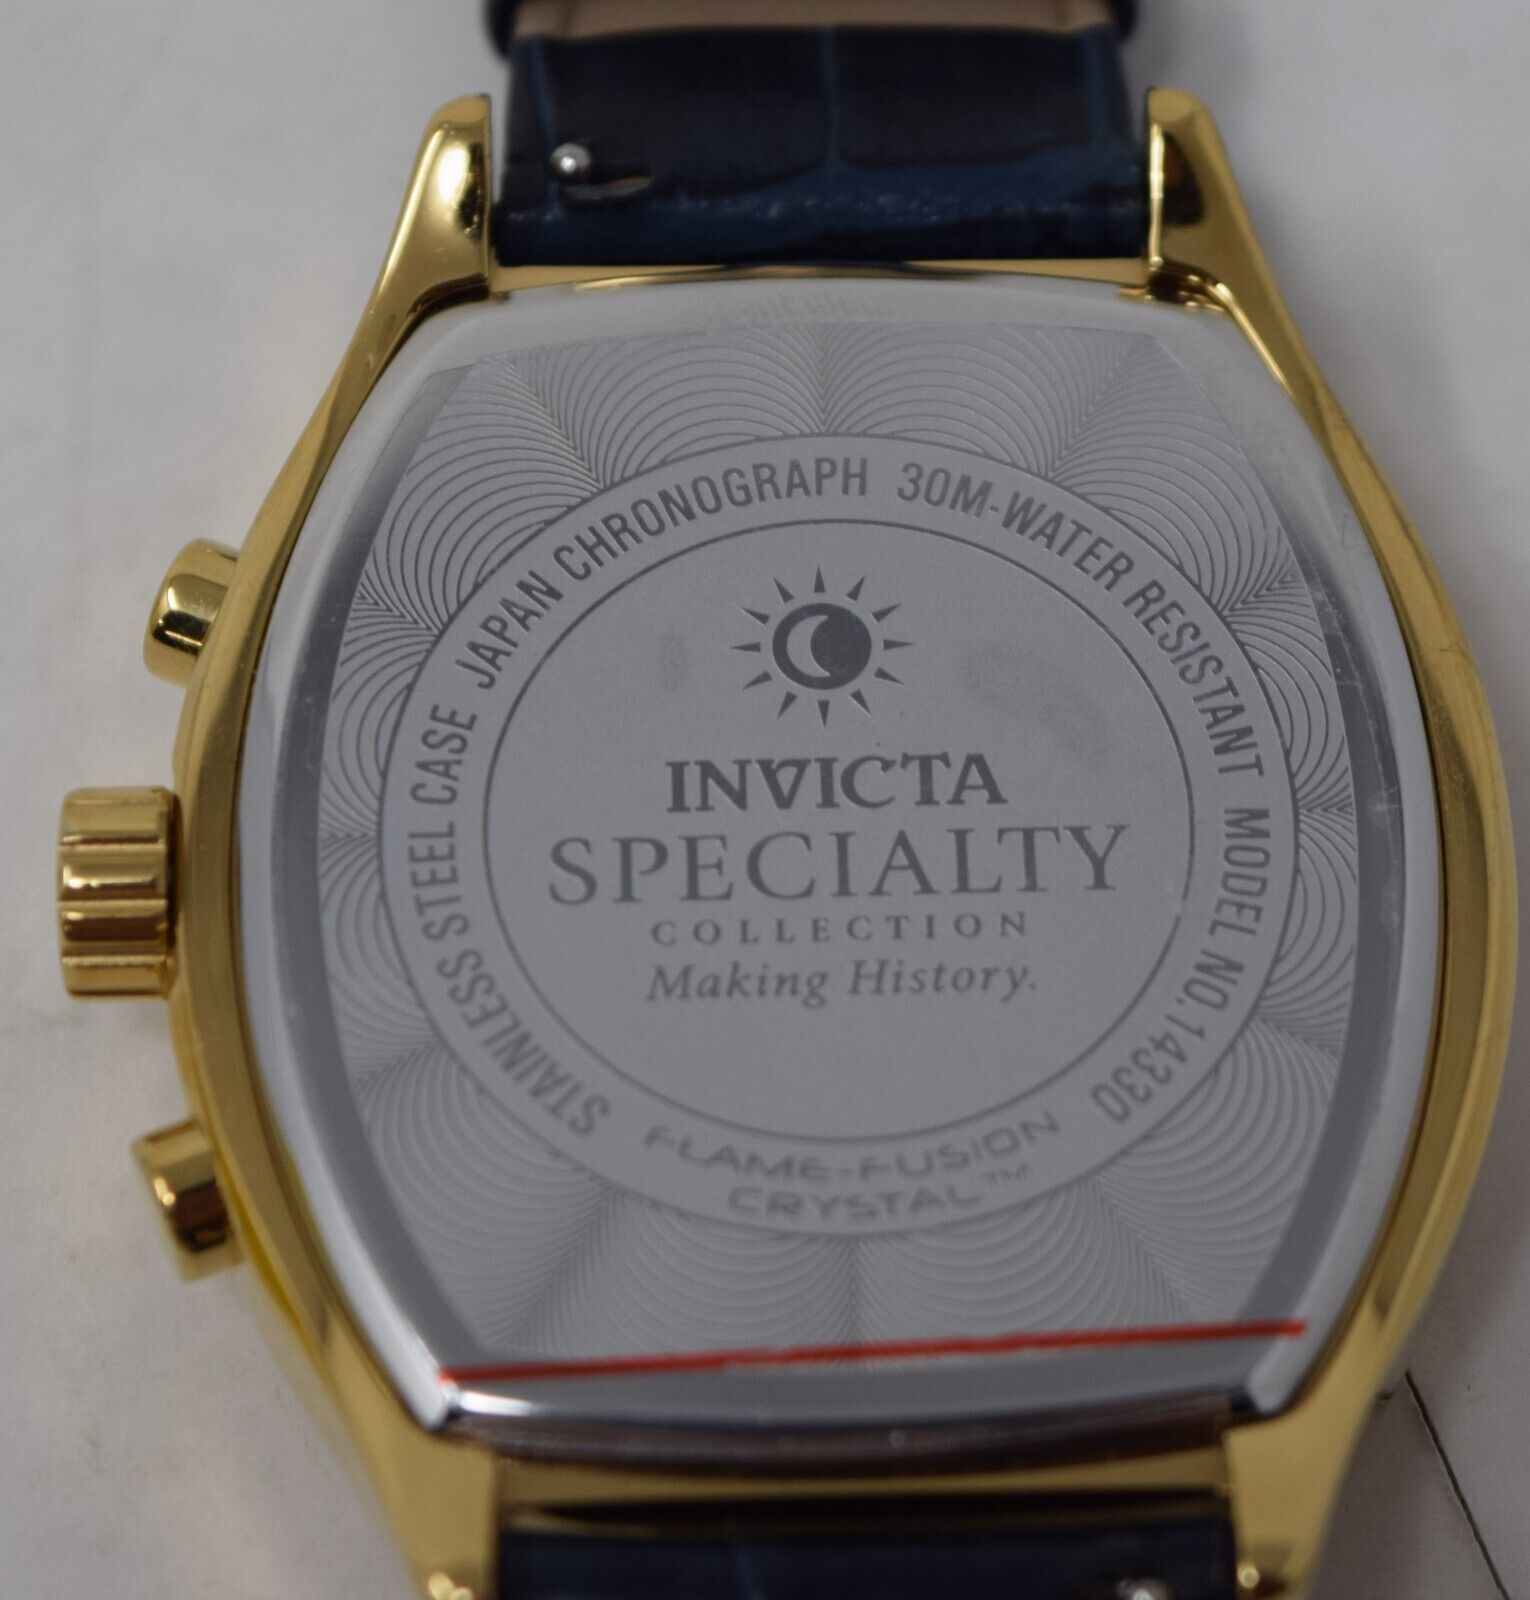 STAINLESS STEEL CASE JAPAN CHRONOGRAPH 30M-WATER RESISTANT MODEL NO.14330
INVICTA
SPECIALTY
COLLECTION
Making History.
FLAME-FUSION
CRYSTAL™